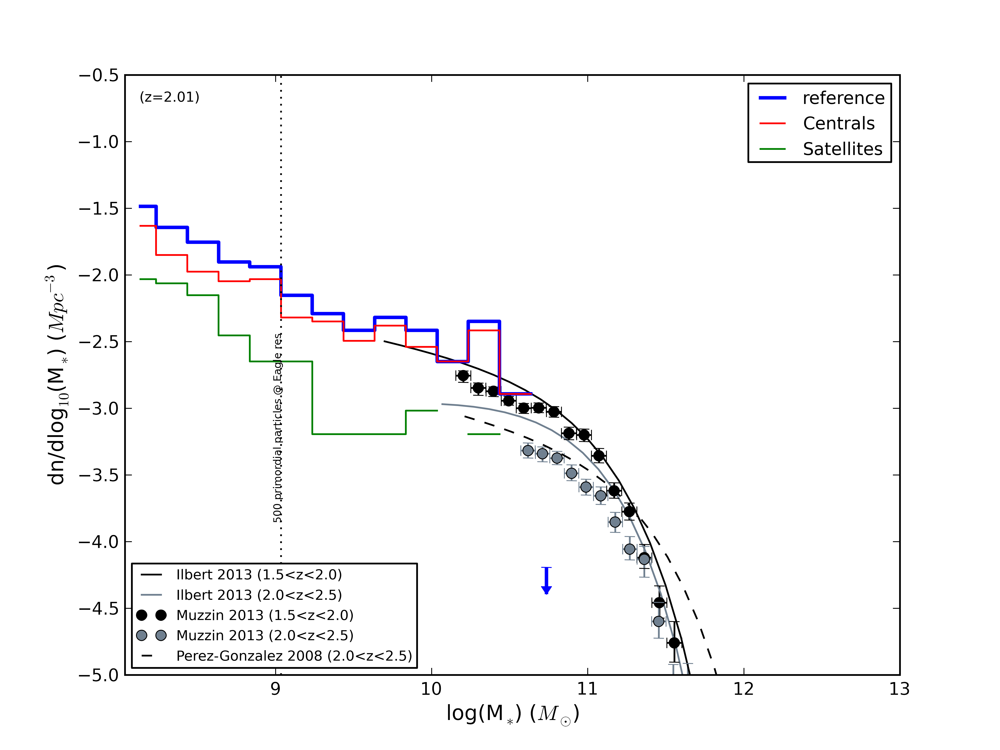 (z=2.01)
reference
Centrals
Satellites
−0.5
−1.0
−1.5
−2.0
−2.5
−3.0
−3.5
−4.0
−4.5
−5.0
dn/dlog₁₀(M₊) (Mpc⁻³)
500 primordial particles @ Eagle res
Ilbert 2013 (1.5<z<2.0)
Ilbert 2013 (2.0<z<2.5)
Muzzin 2013 (1.5<z<2.0)
Muzzin 2013 (2.0<z<2.5)
Perez-Gonzalez 2008 (2.0<z<2.5)
9 10 11 12 13
log(M_*) (M_☉)